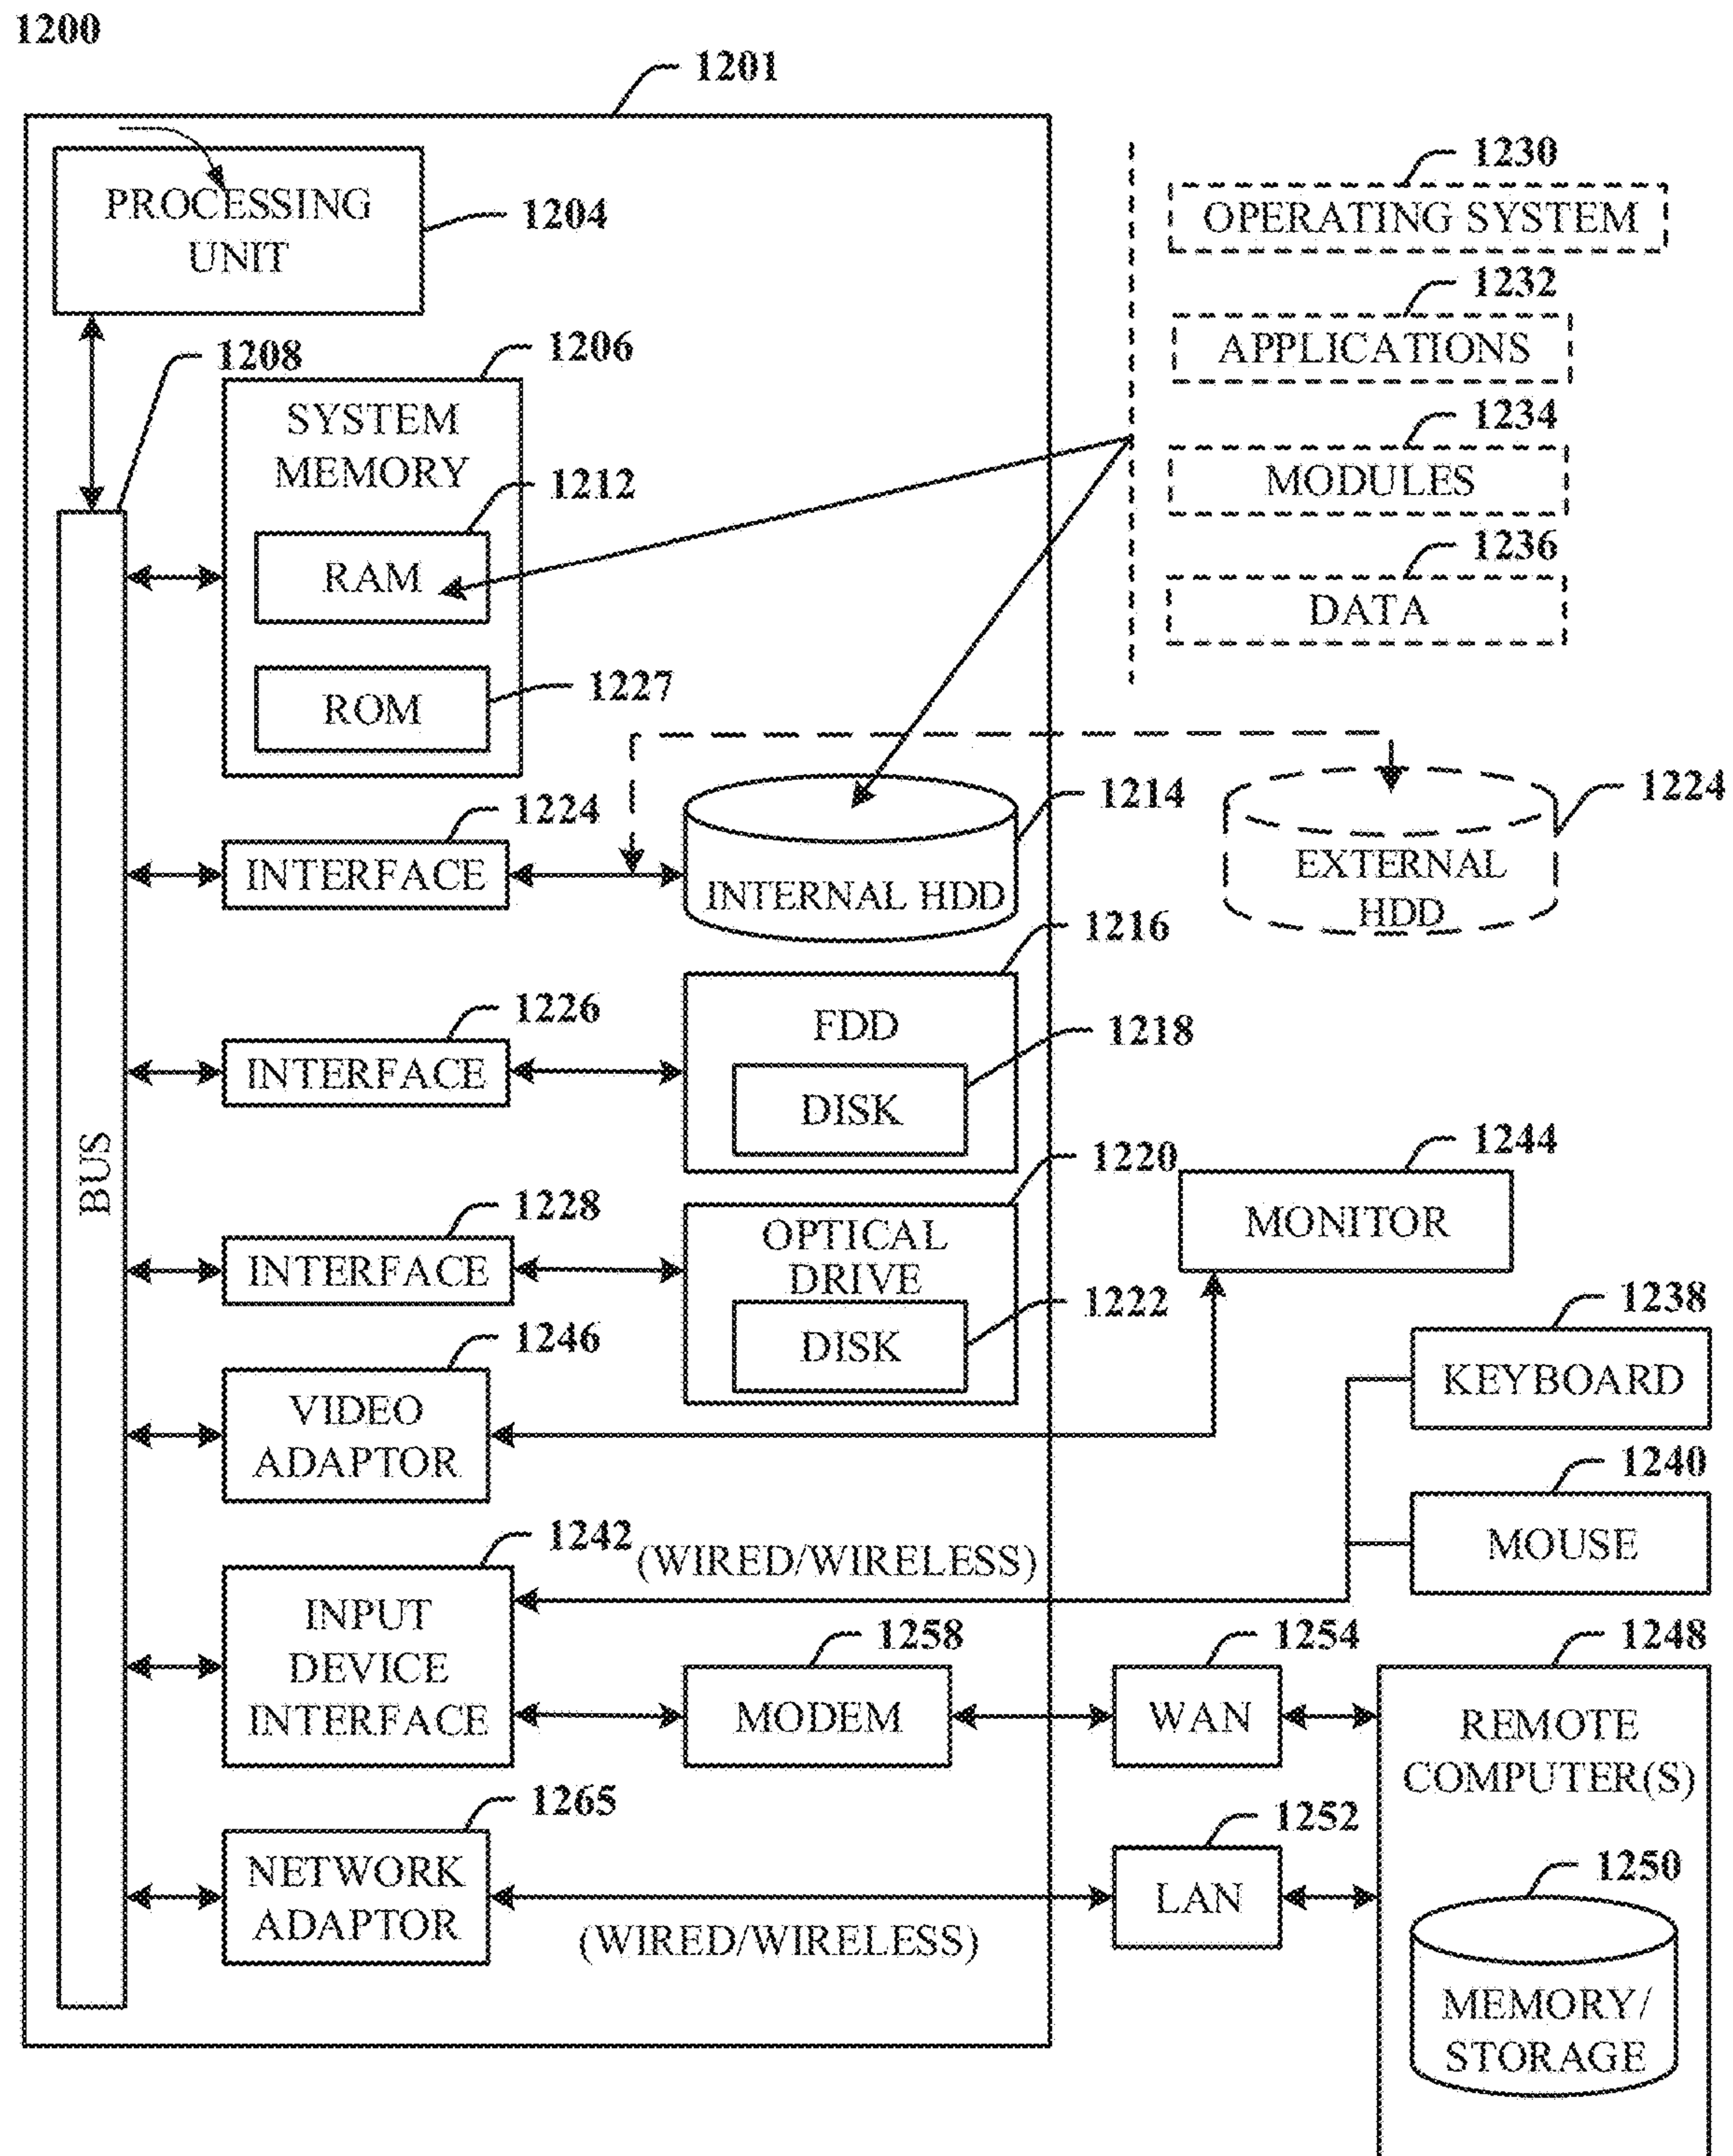 1200
1201
PROCESSING
UNIT
1204
1230
OPERATING SYSTEM
1232
APPLICATIONS
1234
MODULES
1236
DATA
1208
1206
SYSTEM
MEMORY
1212
RAM
ROM
1227
1224
INTERFACE
1214
INTERNAL HDD
1224
EXTERNAL
HDD
1216
FDD
1218
DISK
1226
INTERFACE
BUS
1220
OPTICAL
DRIVE
1222
DISK
1228
INTERFACE
1244
MONITOR
1246
VIDEO
ADAPTOR
1238
KEYBOARD
1240
MOUSE
1242
(WIRED/WIRELESS)
INPUT
DEVICE
INTERFACE
1258
MODEM
1254
WAN
1248
REMOTE
COMPUTER(S)
1265
NETWORK
ADAPTOR
(WIRED/WIRELESS)
1252
LAN
1250
MEMORY/
STORAGE